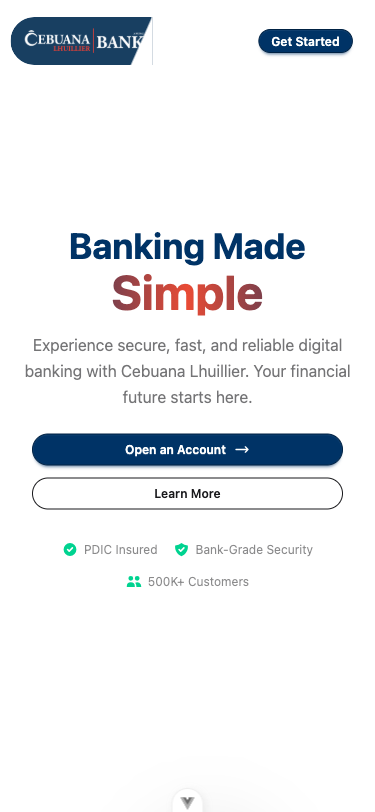 CEBUANA
LHUILLIER
BANK
Get Started
Banking Made
Simple
Experience secure, fast, and reliable digital
banking with Cebuana Lhuillier. Your financial
future starts here.
Open an Account →
Learn More
PDIC Insured
Bank-Grade Security
500K+ Customers